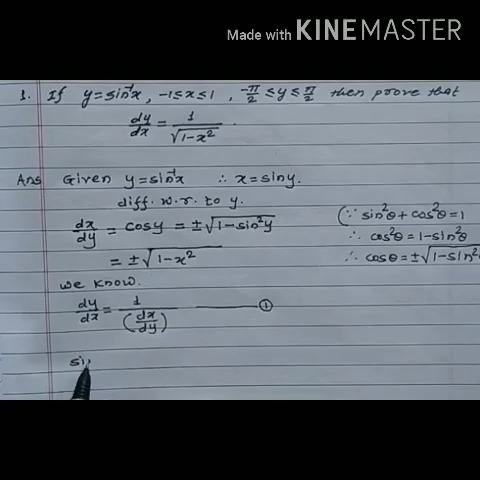 Made with KINEMASTER
1. If y = sin⁻¹x, -1≤x≤1, -π/2 ≤ y ≤ π/2 then prove that
dy/dx = 1/√(1-x²).
Ans Given y = sin⁻¹x ∴ x = sin y.
diff. w.r. to y.
dx/dy = cos y = ±√(1-sin²y) (∵ sin²θ + cos²θ = 1
= ±√(1-x²) ∴ cos²θ = 1-sin²θ
∴ cosθ = ±√(1-sin²
we know.
dy/dx = 1/(dx/dy) ——— ①